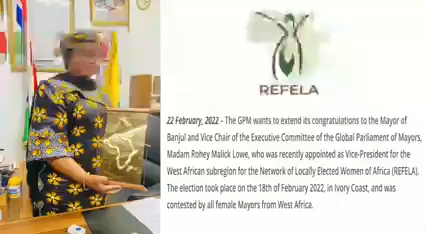 REFELA
22 February, 2022 - The GPM wants to extend its congratulations to the Mayor of
Banjul and Vice Chair of the Executive Committee of the Global Parliament of Mayors,
Madam Rohey Malick Lowe, who was recently appointed as Vice-President for the
West African subregion for the Network of Locally Elected Women of Africa (REFELA).
The election took place on the 18th of February 2022, in Ivory Coast, and was
contested by all female Mayors from West Africa.